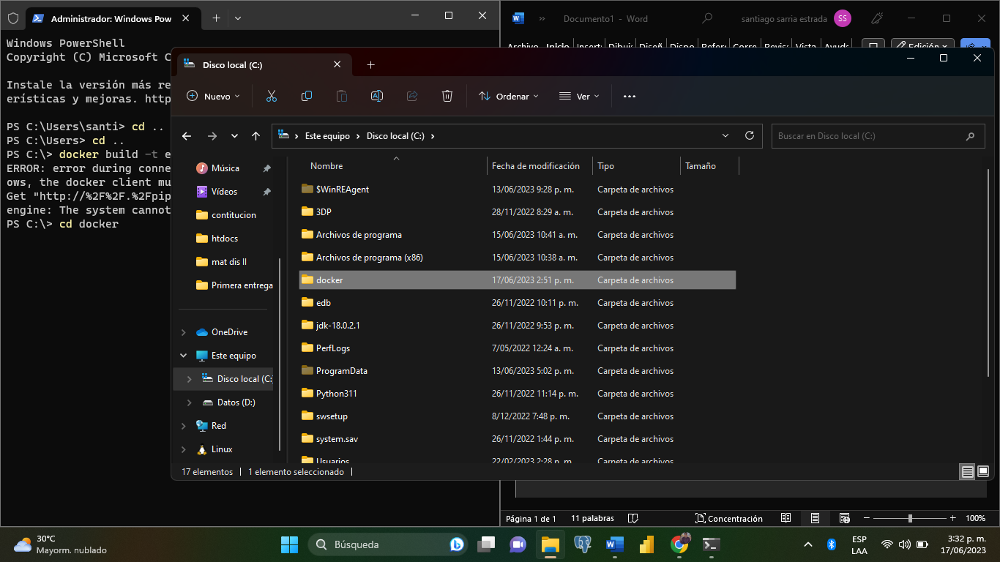 Administrador: Windows Pow
Windows PowerShell
Copyright (C) Microsoft C
Instale la versión más re
erísticas y mejoras. http
PS C:\Users\santi> cd ..
PS C:\Users> cd ..
PS C:\> docker build -t e
ERROR: error during conne
ows, the docker client mu
Get "http://%2F%2F.%2Fpip
engine: The system cannot
PS C:\> cd docker
Documento1 - Word
santiago sarria estrada
SS
Archivo Inicio Insert Dibuj Diseñ Dispo Refere Corre Revis Vista Ayuda
Edición
Disco local (C:)
Nuevo
Ordenar
Ver
Este equipo
Disco local (C:)
Buscar en Disco local (C:)
Música
Vídeos
contitucion
htdocs
mat dis II
Primera entrega
OneDrive
Este equipo
Disco local (C:
Datos (D:)
Red
Linux
Nombre Fecha de modificación Tipo Tamaño
$WinREAgent 13/06/2023 9:28 p. m. Carpeta de archivos
3DP 28/11/2022 8:29 a. m. Carpeta de archivos
Archivos de programa 15/06/2023 10:41 a. m. Carpeta de archivos
Archivos de programa (x86) 15/06/2023 10:38 a. m. Carpeta de archivos
docker 17/06/2023 2:51 p. m. Carpeta de archivos
edb 26/11/2022 10:11 p. m. Carpeta de archivos
jdk-18.0.2.1 26/11/2022 9:53 p. m. Carpeta de archivos
PerfLogs 7/05/2022 12:24 a. m. Carpeta de archivos
ProgramData 13/06/2023 5:02 p. m. Carpeta de archivos
Python311 26/11/2022 11:14 p. m. Carpeta de archivos
swsetup 8/12/2022 7:48 p. m. Carpeta de archivos
system.sav 26/11/2022 1:44 p. m. Carpeta de archivos
Usuarios 22/02/2023 2:28 p. m. Carpeta de archivos
17 elementos
1 elemento seleccionado
Página 1 de 1
11 palabras
Concentración
100%
30°C
Mayorm. nublado
Búsqueda
ESP
LAA
3:32 p. m.
17/06/2023